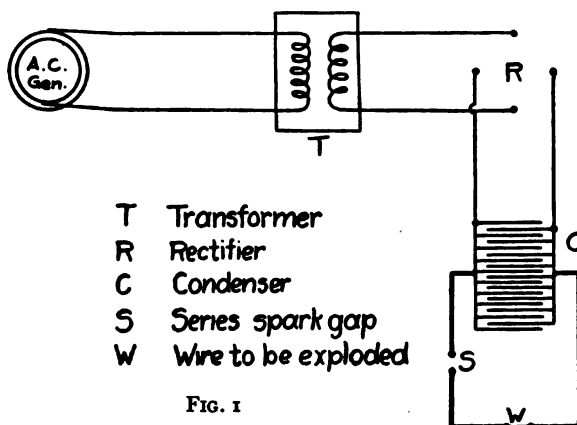 A.C.
Gen.
R
T
C
T Transformer
R Rectifier
C Condenser
S Series spark gap
W Wire to be exploded
S
W
FIG. 1